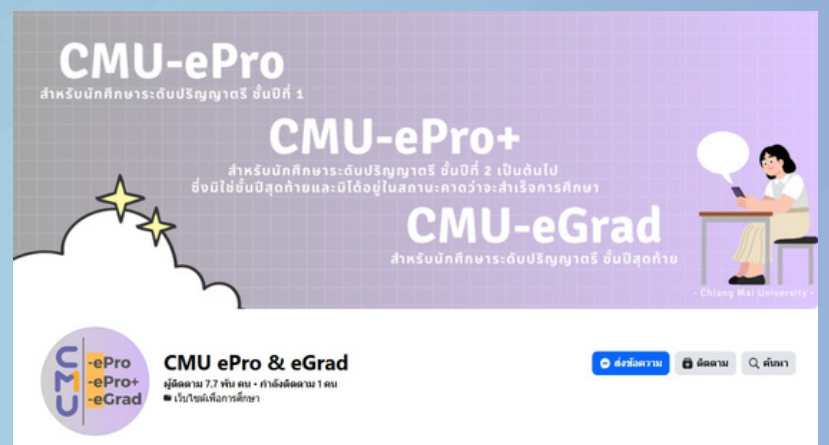 CMU-ePro
สำหรับนักศึกษาระดับปริญญาตรี ชั้นปีที่ 1
CMU-ePro+
สำหรับนักศึกษาระดับปริญญาตรี ชั้นปีที่ 2 เป็นต้นไป
ซึ่งมิใช่ชั้นปีสุดท้ายและมิได้อยู่ในสถานะคาดว่าจะสำเร็จการศึกษา
CMU-eGrad
สำหรับนักศึกษาระดับปริญญาตรี ชั้นปีสุดท้าย
- Chiang Mai University -
CMU
-ePro
-ePro+
-eGrad
CMU ePro & eGrad
ผู้ติดตาม 7.7 พัน คน • กำลังติดตาม 1 คน
เว็บไซต์เพื่อการศึกษา
ส่งข้อความ
ติดตาม
ค้นหา